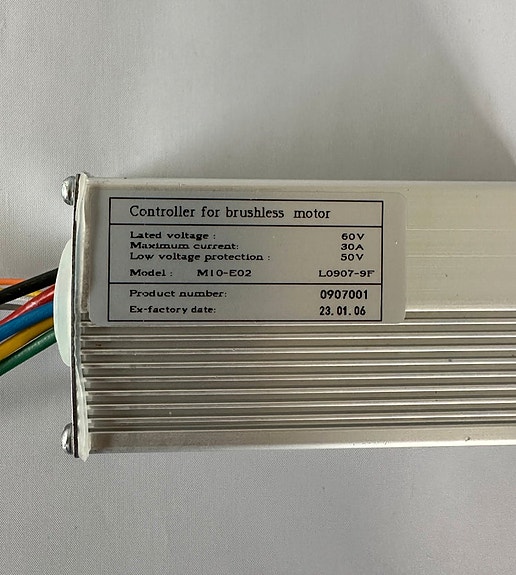 Controller for brushless motor
Lated voltage : 60V
Maximum current: 30A
Low voltage protection : 50V
Model : M10-E02 L0907-9F
Product number: 0907001
Ex-factory date: 23.01.06